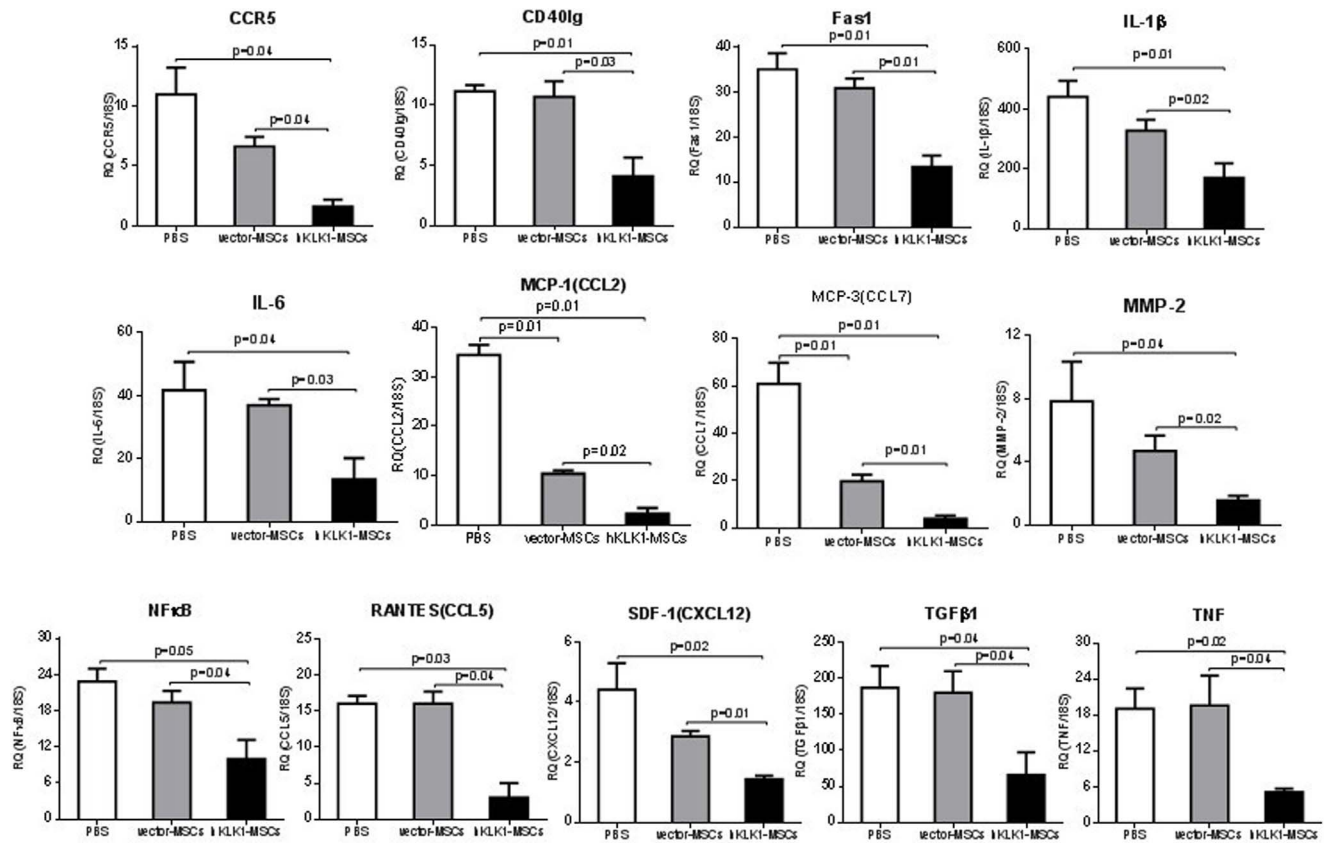 CCR5
15
10
5
0
RQ (CCR5/18S)
p=0.04
p=0.04
PBS
vector-MSCs
hKLK1-MSCs
CD40lg
15
10
5
0
RQ (CD40lg/18S)
p=0.01
p=0.03
PBS
vector-MSCs
hKLK1-MSCs
Fas1
40
30
20
10
0
RQ (Fas1/18S)
p=0.01
p=0.01
PBS
vector-MSCs
hKLK1-MSCs
IL-1β
600
400
200
0
RQ (IL-1β/18S)
p=0.01
p=0.02
PBS
vector-MSCs
hKLK1-MSCs
IL-6
60
40
20
0
RQ (IL-6/18S)
p=0.04
p=0.03
PBS
vector-MSCs
hKLK1-MSCs
MCP-1(CCL2)
40
30
20
10
0
RQ(CCL2/18S)
p=0.01
p=0.01
p=0.02
PBS
vector-MSCs
hKLK1-MSCs
MCP-3(CCL7)
80
60
40
20
0
RQ (CCL7/18S)
p=0.01
p=0.01
p=0.01
PBS
vector-MSCs
hKLK1-MSCs
MMP-2
12
8
4
0
RQ (MMP-2/18S)
p=0.04
p=0.02
PBS
vector-MSCs
hKLK1-MSCs
NFκB
30
24
18
12
6
0
RQ (NFκB/18S)
p=0.05
p=0.04
PBS
vector-MSCs
hKLK1-MSCs
RANTES(CCL5)
25
20
15
10
5
0
RQ (CCL5/18S)
p=0.03
p=0.04
PBS
vector-MSCs
hKLK1-MSCs
SDF-1(CXCL12)
6
4
2
0
RQ (CXCL12/18S)
p=0.02
p=0.01
PBS
vector-MSCs
hKLK1-MSCs
TGFβ1
250
200
150
100
50
0
RQ (TGFβ1/18S)
p=0.04
p=0.04
PBS
vector-MSCs
hKLK1-MSCs
TNF
30
20
10
0
RQ (TNF/18S)
p=0.02
p=0.04
PBS
vector-MSCs
hKLK1-MSCs